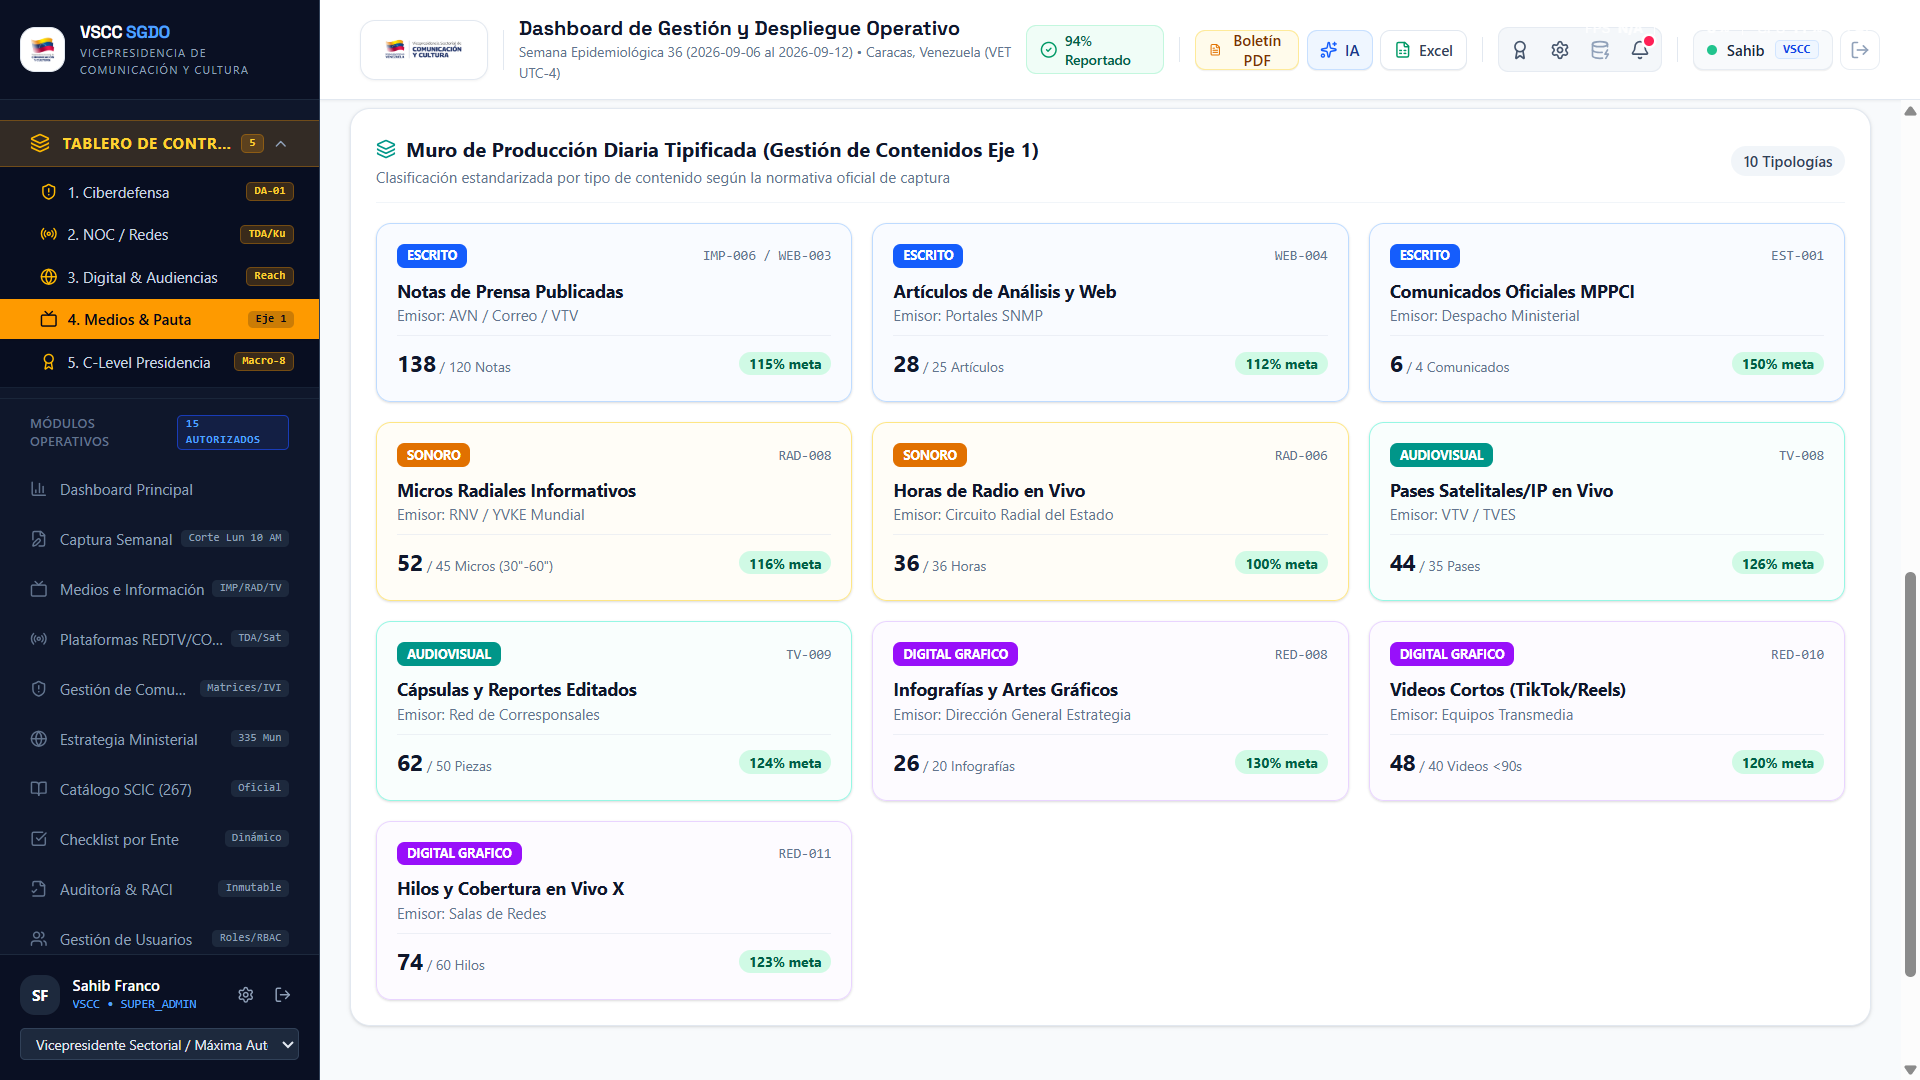 VSCC SGDO
VICEPRESIDENCIA DE
COMUNICACIÓN Y CULTURA
TABLERO DE CONTR... 5
1. Ciberdefensa DA-01
2. NOC / Redes TDA/Ku
3. Digital & Audiencias Reach
4. Medios & Pauta Eje 1
5. C-Level Presidencia Macro-8
MÓDULOS
OPERATIVOS
15
AUTORIZADOS
Dashboard Principal
Captura Semanal Corte Lun 10 AM
Medios e Información IMP/RAD/TV
Plataformas REDTV/CO... TDA/Sat
Gestión de Comu... Matrices/IVI
Estrategia Ministerial 335 Mun
Catálogo SCIC (267) Oficial
Checklist por Ente Dinámico
Auditoría & RACI Inmutable
Gestión de Usuarios Roles/RBAC
SF
Sahib Franco
VSCC • SUPER_ADMIN
Vicepresidente Sectorial / Máxima Aut
COMUNICACIÓN
Y CULTURA
Dashboard de Gestión y Despliegue Operativo
Semana Epidemiológica 36 (2026-09-06 al 2026-09-12) • Caracas, Venezuela (VET
UTC-4)
94%
Reportado
Boletín
PDF
IA
Excel
Sahib VSCC
Muro de Producción Diaria Tipificada (Gestión de Contenidos Eje 1)
Clasificación estandarizada por tipo de contenido según la normativa oficial de captura
10 Tipologías
ESCRITO IMP-006 / WEB-003
Notas de Prensa Publicadas
Emisor: AVN / Correo / VTV
138 / 120 Notas 115% meta
ESCRITO WEB-004
Artículos de Análisis y Web
Emisor: Portales SNMP
28 / 25 Artículos 112% meta
ESCRITO EST-001
Comunicados Oficiales MPPCI
Emisor: Despacho Ministerial
6 / 4 Comunicados 150% meta
SONORO RAD-008
Micros Radiales Informativos
Emisor: RNV / YVKE Mundial
52 / 45 Micros (30"-60") 116% meta
SONORO RAD-006
Horas de Radio en Vivo
Emisor: Circuito Radial del Estado
36 / 36 Horas 100% meta
AUDIOVISUAL TV-008
Pases Satelitales/IP en Vivo
Emisor: VTV / TVES
44 / 35 Pases 126% meta
AUDIOVISUAL TV-009
Cápsulas y Reportes Editados
Emisor: Red de Corresponsales
62 / 50 Piezas 124% meta
DIGITAL GRAFICO RED-008
Infografías y Artes Gráficos
Emisor: Dirección General Estrategia
26 / 20 Infografías 130% meta
DIGITAL GRAFICO RED-010
Videos Cortos (TikTok/Reels)
Emisor: Equipos Transmedia
48 / 40 Videos <90s 120% meta
DIGITAL GRAFICO RED-011
Hilos y Cobertura en Vivo X
Emisor: Salas de Redes
74 / 60 Hilos 123% meta